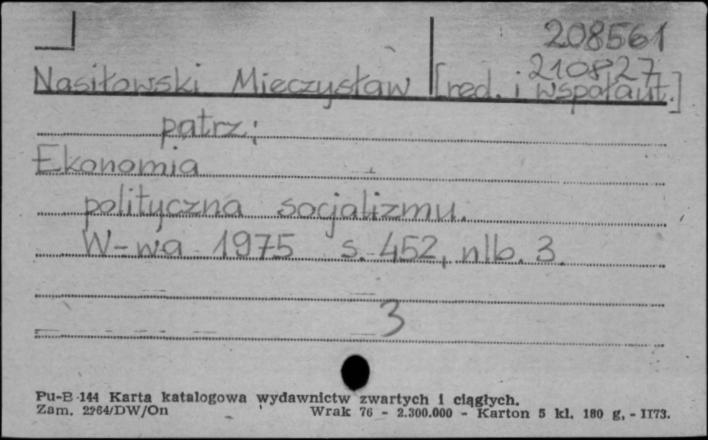 208561
210827
Nasiłowski Mieczysław [red. i współaut.]
patrz:
Ekonomia
polityczna socjalizmu.
W-wa 1975 s. 452, nlb. 3.
3
Pu-B-144 Karta katalogowa wydawnictw zwartych i ciągłych.
Zam. 2264/DW/On Wrak 76 - 2.300.000 - Karton 5 kl. 180 g, - II73.